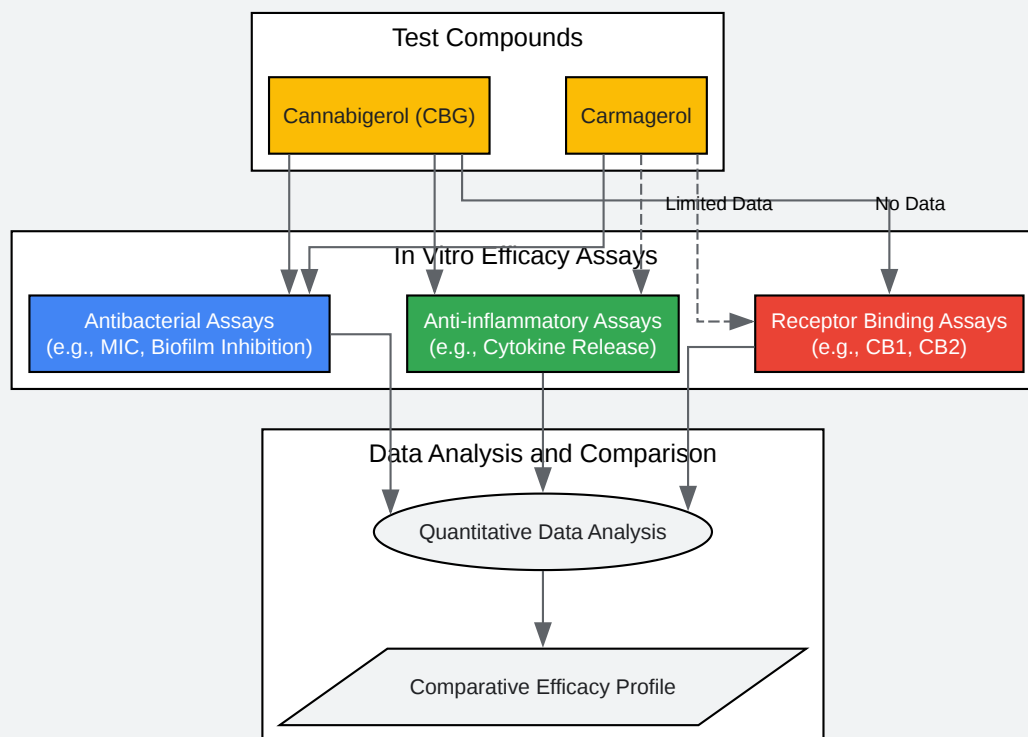 Test Compounds
Cannabigerol (CBG)
Carmagerol
Limited Data
No Data
In Vitro Efficacy Assays
Antibacterial Assays
(e.g., MIC, Biofilm Inhibition)
Anti-inflammatory Assays
(e.g., Cytokine Release)
Receptor Binding Assays
(e.g., CB1, CB2)
Data Analysis and Comparison
Quantitative Data Analysis
Comparative Efficacy Profile